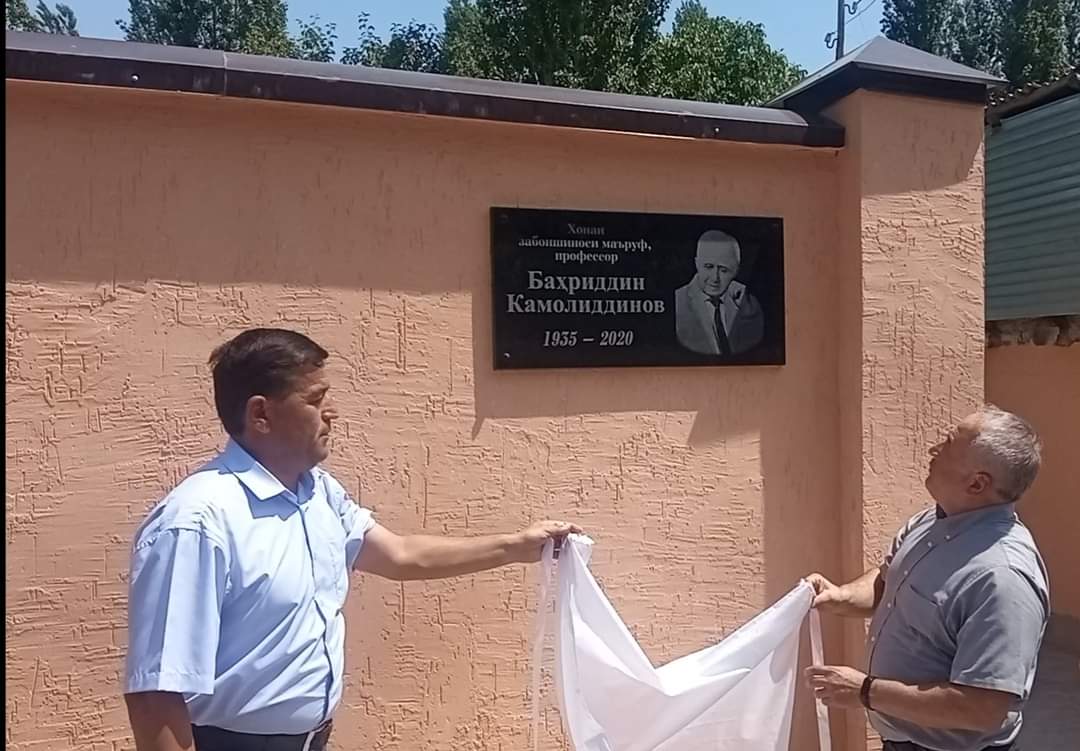 Хонаи
забоншиноси маъруф,
профессор
Баҳриддин
Камолиддинов
1935 – 2020